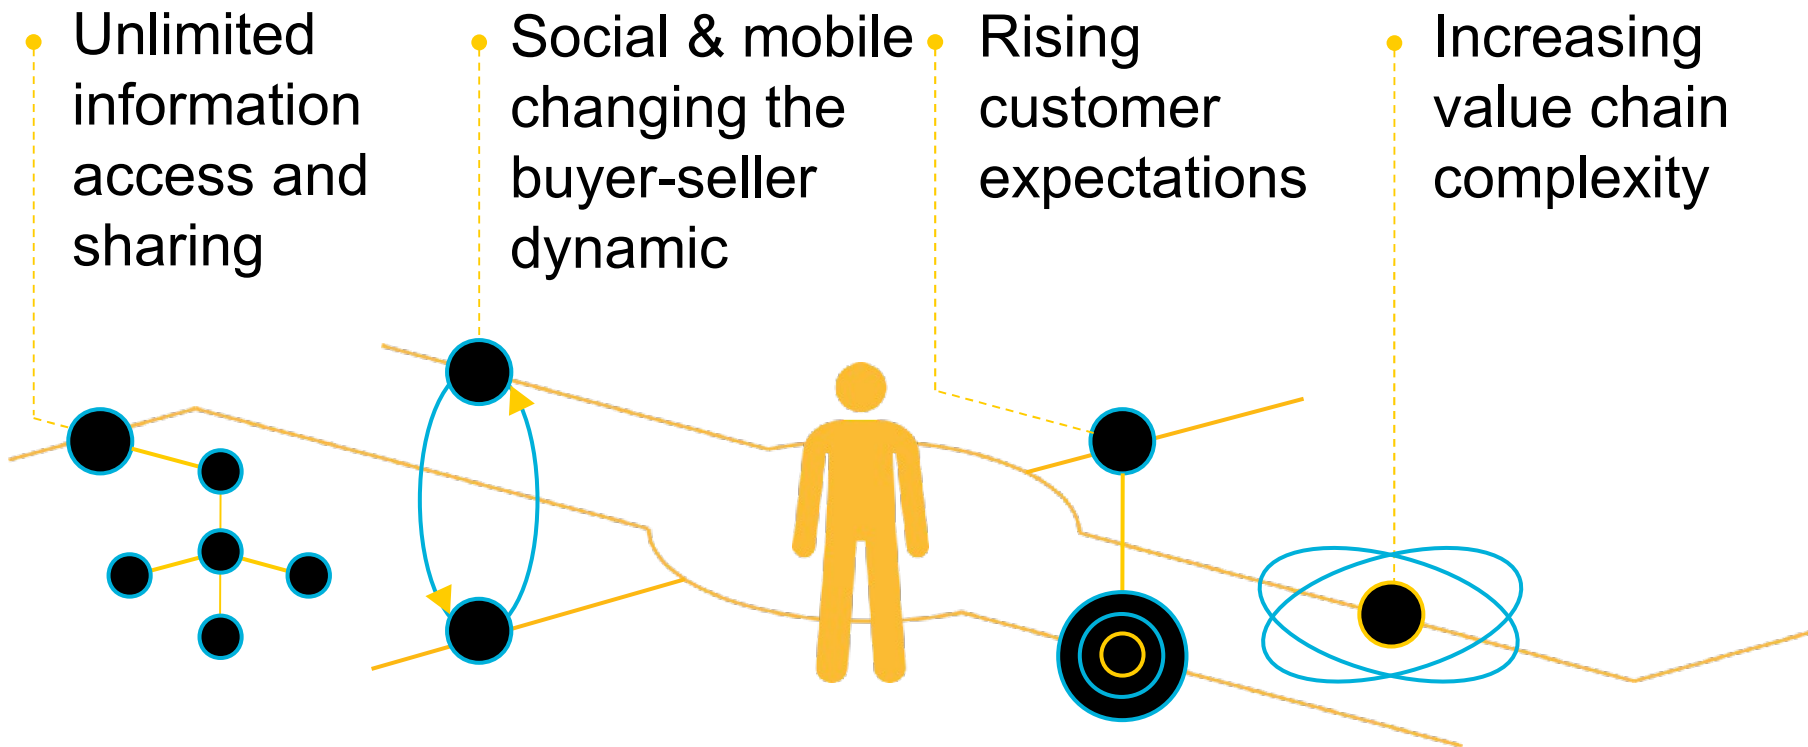 Unlimited
information
access and
sharing
Social & mobile
changing the
buyer-seller
dynamic
Rising
customer
expectations
Increasing
value chain
complexity